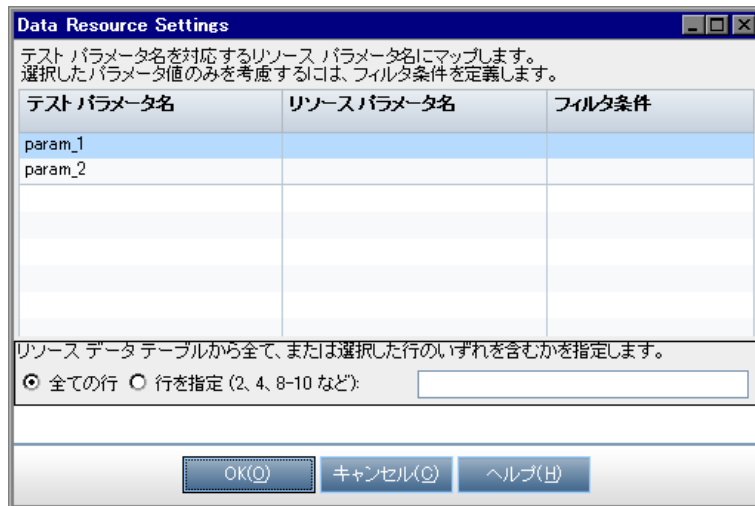 Data Resource Settings
テスト パラメータ名を対応するリソース パラメータ名にマップします。
選択したパラメータ値のみを考慮するには、フィルタ条件を定義します。
テスト パラメータ名 リソース パラメータ名 フィルタ条件
param_1
param_2
リソース データ テーブルから全て、または選択した行のいずれを含むかを指定します。
全ての行 行を指定 (2、4、8-10 など):
OK(O) キャンセル(C) ヘルプ(H)